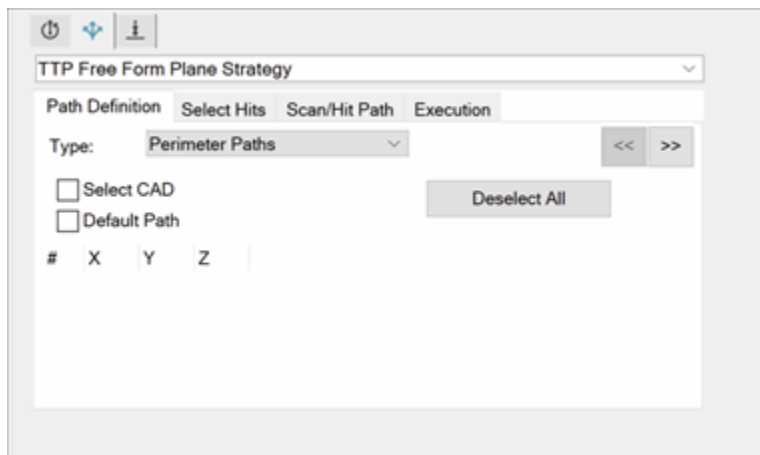 TTP Free Form Plane Strategy
Path Definition Select Hits Scan/Hit Path Execution
Type: Perimeter Paths << >>
Select CAD
Deselect All
Default Path
# X Y Z